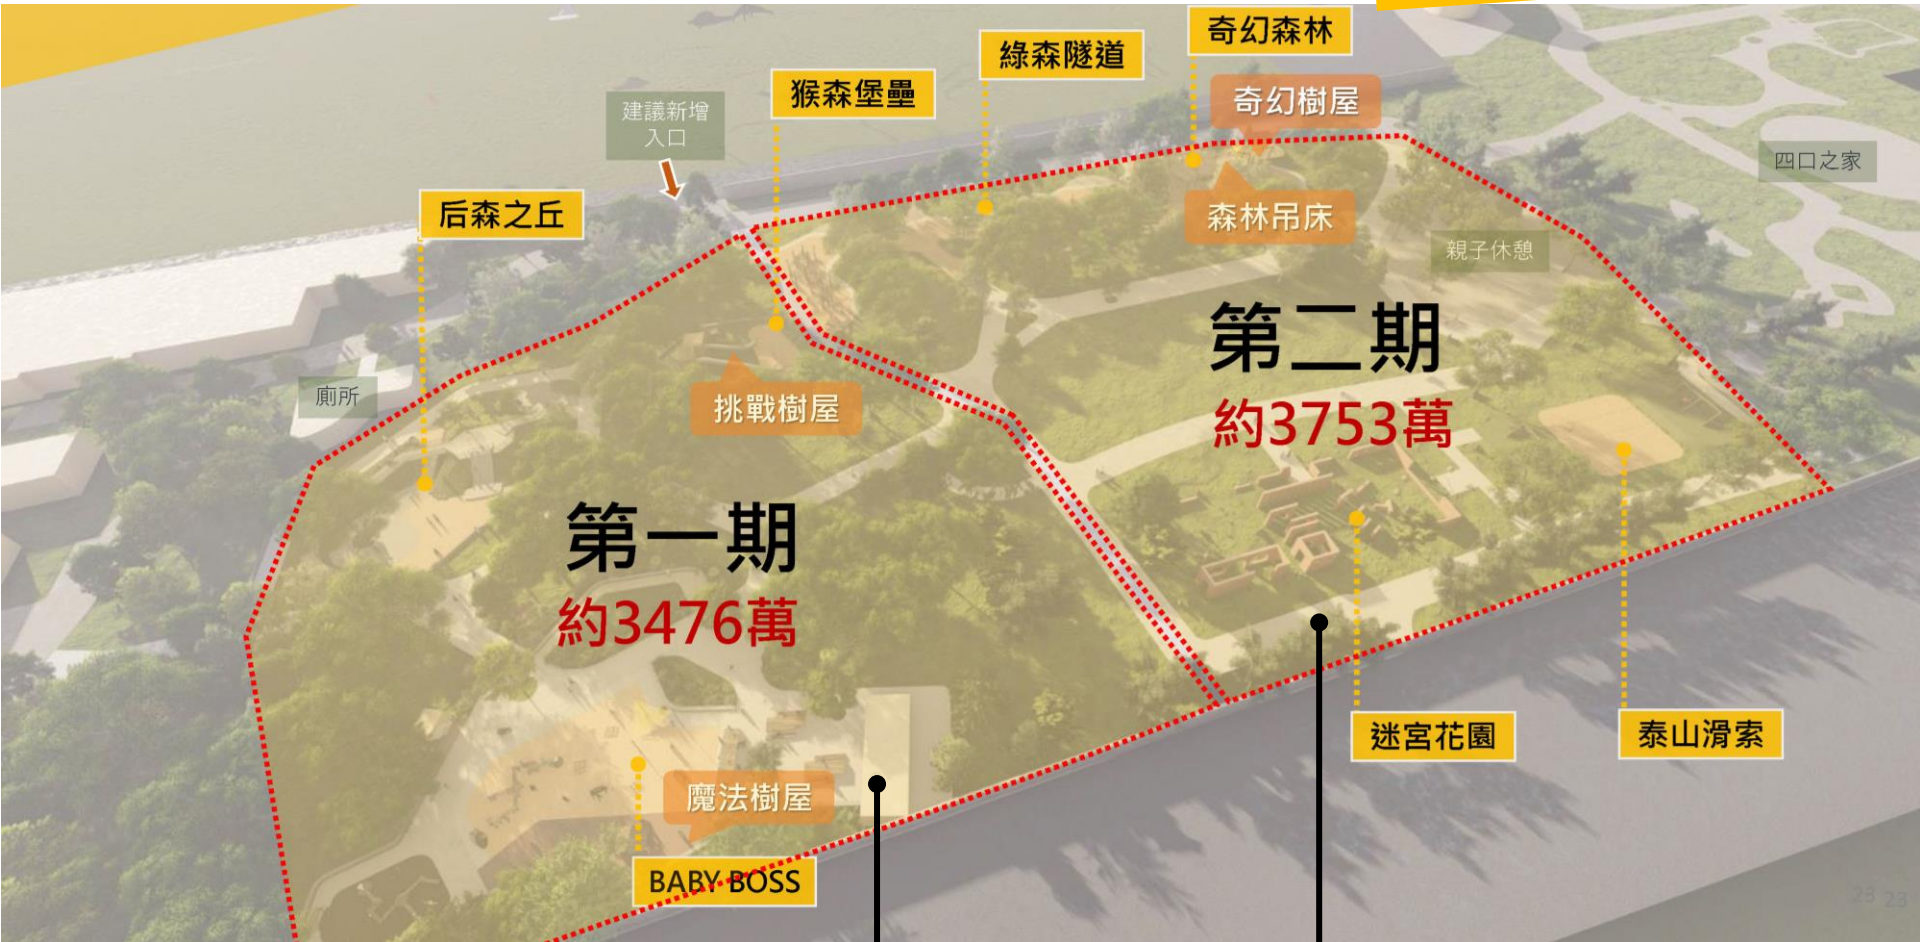 奇幻森林
綠森隧道
猴森堡壘
奇幻樹屋
建議新增
入口
四口之家
后森之丘
森林吊床
親子休憩
第二期
約3753萬
廁所
挑戰樹屋
第一期
約3476萬
迷宮花園
泰山滑索
魔法樹屋
BABY BOSS
23 23